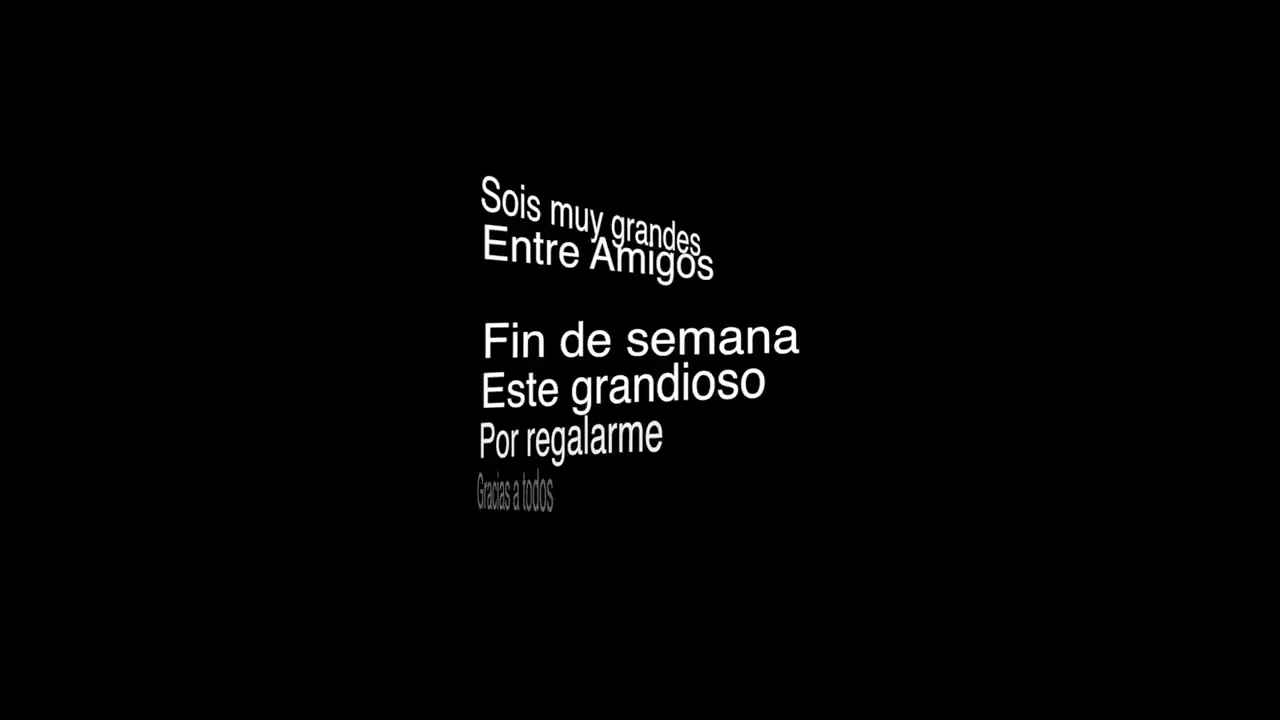 Sois muy grandes
Entre Amigos
Fin de semana
Este grandioso
Por regalarme
Gracias a todos